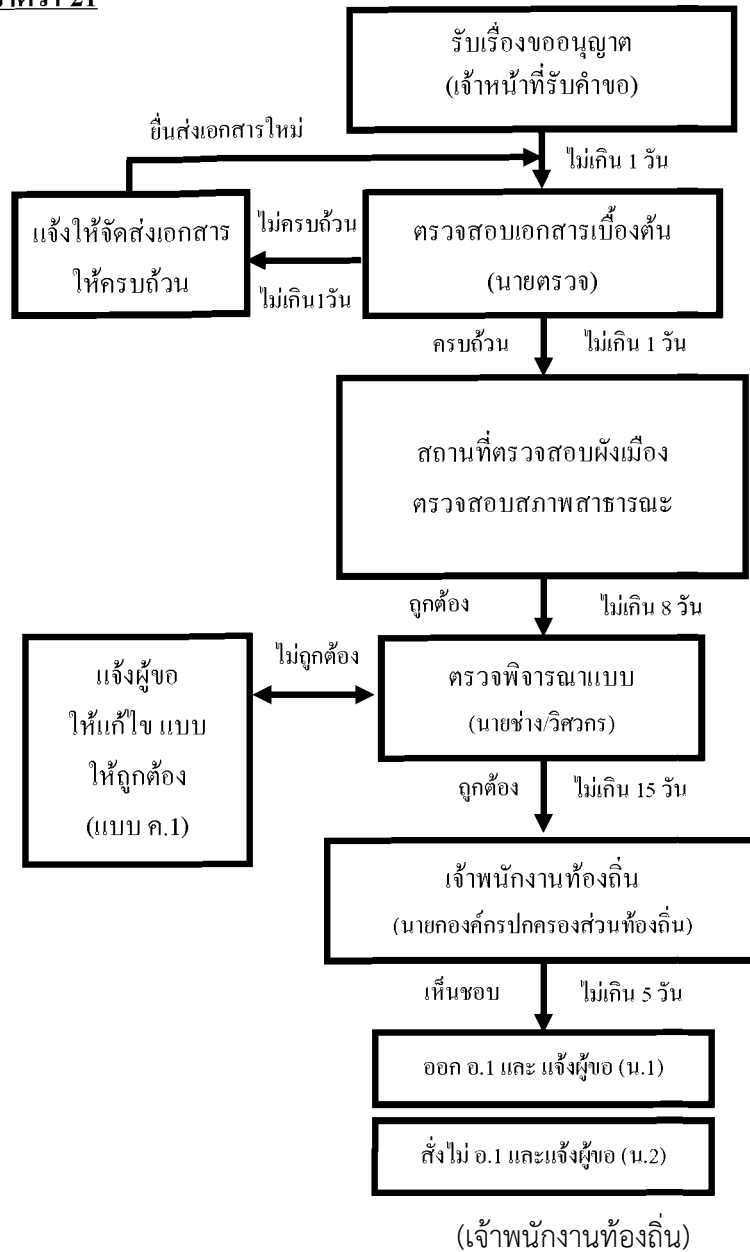 มาตรา 21
รับเรื่องขออนุญาต
(เจ้าหน้าที่รับคำขอ)
ยื่นส่งเอกสารใหม่
ไม่เกิน 1 วัน
แจ้งให้จัดส่งเอกสาร
ให้ครบถ้วน
ไม่ครบถ้วน
ไม่เกิน1วัน
ตรวจสอบเอกสารเบื้องต้น
(นายตรวจ)
ครบถ้วน
ไม่เกิน 1 วัน
สถานที่ตรวจสอบผังเมือง
ตรวจสอบสภาพสาธารณะ
ถูกต้อง
ไม่เกิน 8 วัน
แจ้งผู้ขอ
ให้แก้ไข แบบ
ให้ถูกต้อง
(แบบ ค.1)
ไม่ถูกต้อง
ตรวจพิจารณาแบบ
(นายช่าง/วิศวกร)
ถูกต้อง
ไม่เกิน 15 วัน
เจ้าพนักงานท้องถิ่น
(นายกองค์กรปกครองส่วนท้องถิ่น)
เห็นชอบ
ไม่เกิน 5 วัน
ออก อ.1 และ แจ้งผู้ขอ (น.1)
สั่งไม่ อ.1 และแจ้งผู้ขอ (น.2)
(เจ้าพนักงานท้องถิ่น)